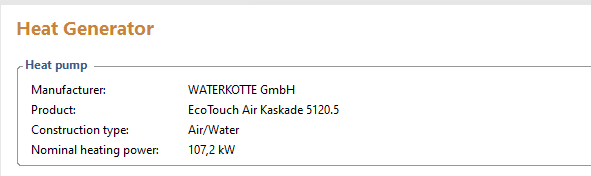 Heat Generator
Heat pump
Manufacturer: WATERKOTTE GmbH
Product: EcoTouch Air Kaskade 5120.5
Construction type: Air/Water
Nominal heating power: 107,2 kW